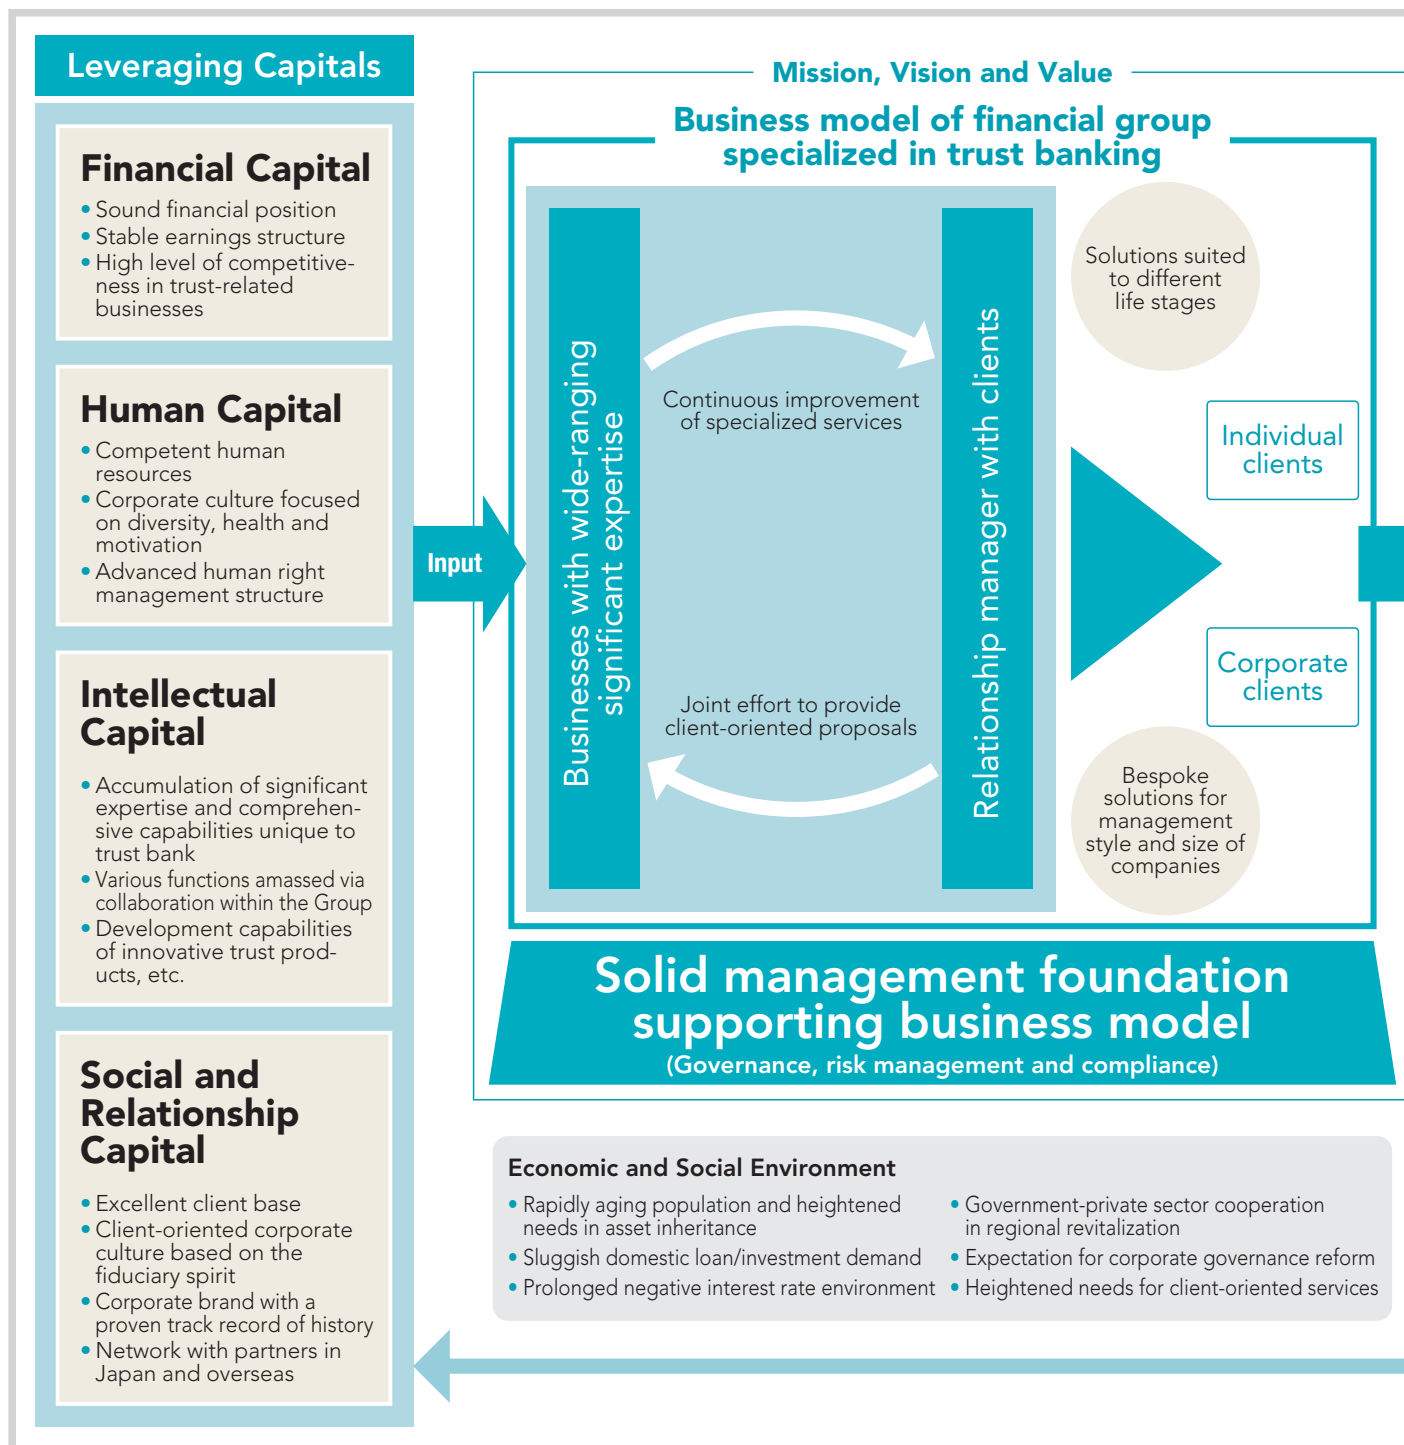 Leveraging Capitals
Financial Capital
• Sound financial position
• Stable earnings structure
• High level of competitive-
ness in trust-related
businesses
Human Capital
• Competent human
resources
• Corporate culture focused
on diversity, health and
motivation
• Advanced human right
management structure
Intellectual
Capital
• Accumulation of significant
expertise and comprehen-
sive capabilities unique to
trust bank
• Various functions amassed via
collaboration within the Group
• Development capabilities
of innovative trust prod-
ucts, etc.
Social and
Relationship
Capital
• Excellent client base
• Client-oriented corporate
culture based on the
fiduciary spirit
• Corporate brand with a
proven track record of history
• Network with partners in
Japan and overseas
Input
Mission, Vision and Value
Business model of financial group
specialized in trust banking
Businesses with wide-ranging
significant expertise
Continuous improvement
of specialized services
Joint effort to provide
client-oriented proposals
Relationship manager with clients
Solutions suited
to different
life stages
Individual
clients
Corporate
clients
Bespoke
solutions for
management
style and size of
companies
Solid management foundation
supporting business model
(Governance, risk management and compliance)
Economic and Social Environment
• Rapidly aging population and heightened
needs in asset inheritance
• Sluggish domestic loan/investment demand
• Prolonged negative interest rate environment
• Government-private sector cooperation
in regional revitalization
• Expectation for corporate governance reform
• Heightened needs for client-oriented services